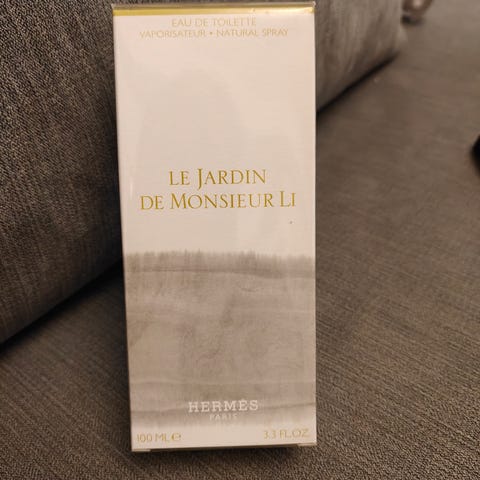 EAU DE TOILETTE
VAPORISATEUR • NATURAL SPRAY
LE JARDIN
DE MONSIEUR LI
HERMÈS
PARIS
100 ML e 3.3 FL.OZ.